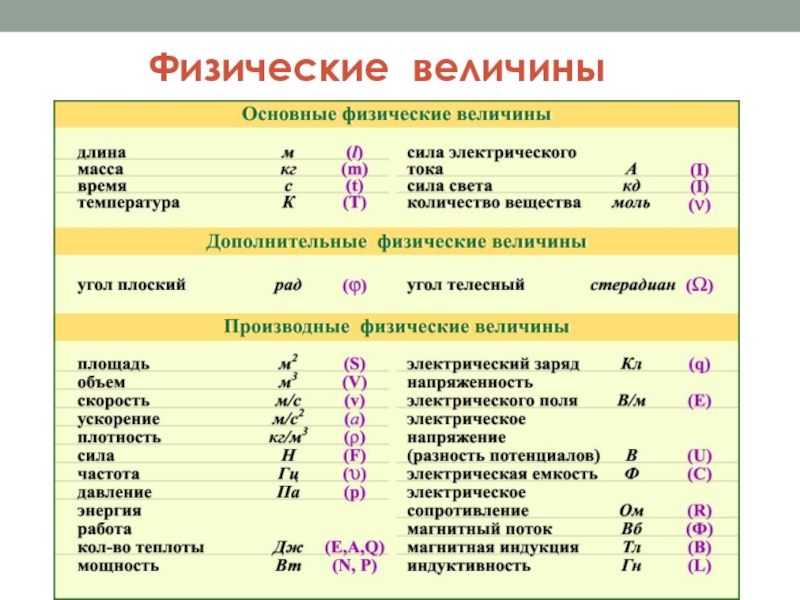 Физические величины
Основные физические величины
длина м (l)
масса кг (m)
время с (t)
температура К (T)
сила электрического
тока А (I)
сила света кд (I)
количество вещества моль (ν)
Дополнительные физические величины
угол плоский рад (φ)
угол телесный стерадиан (Ω)
Производные физические величины
площадь м² (S)
объем м³ (V)
скорость м/с (v)
ускорение м/с² (a)
плотность кг/м³ (ρ)
сила Н (F)
частота Гц (υ)
давление Па (p)
энергия
работа
кол-во теплоты Дж (E,A,Q)
мощность Вт (N, P)
электрический заряд Кл (q)
напряженность
электрического поля В/м (E)
электрическое
напряжение
(разность потенциалов) В (U)
электрическая емкость Ф (C)
электрическое
сопротивление Ом (R)
магнитный поток Вб (Ф)
магнитная индукция Тл (B)
индуктивность Гн (L)